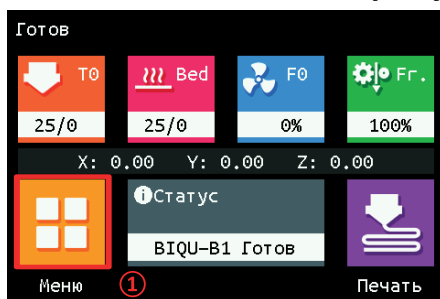 Готов
T0 Bed F0 Fr.
25/0 25/0 0% 100%
X: 0.00 Y: 0.00 Z: 0.00
Статус
BIQU-B1 Готов
Меню ① Печать